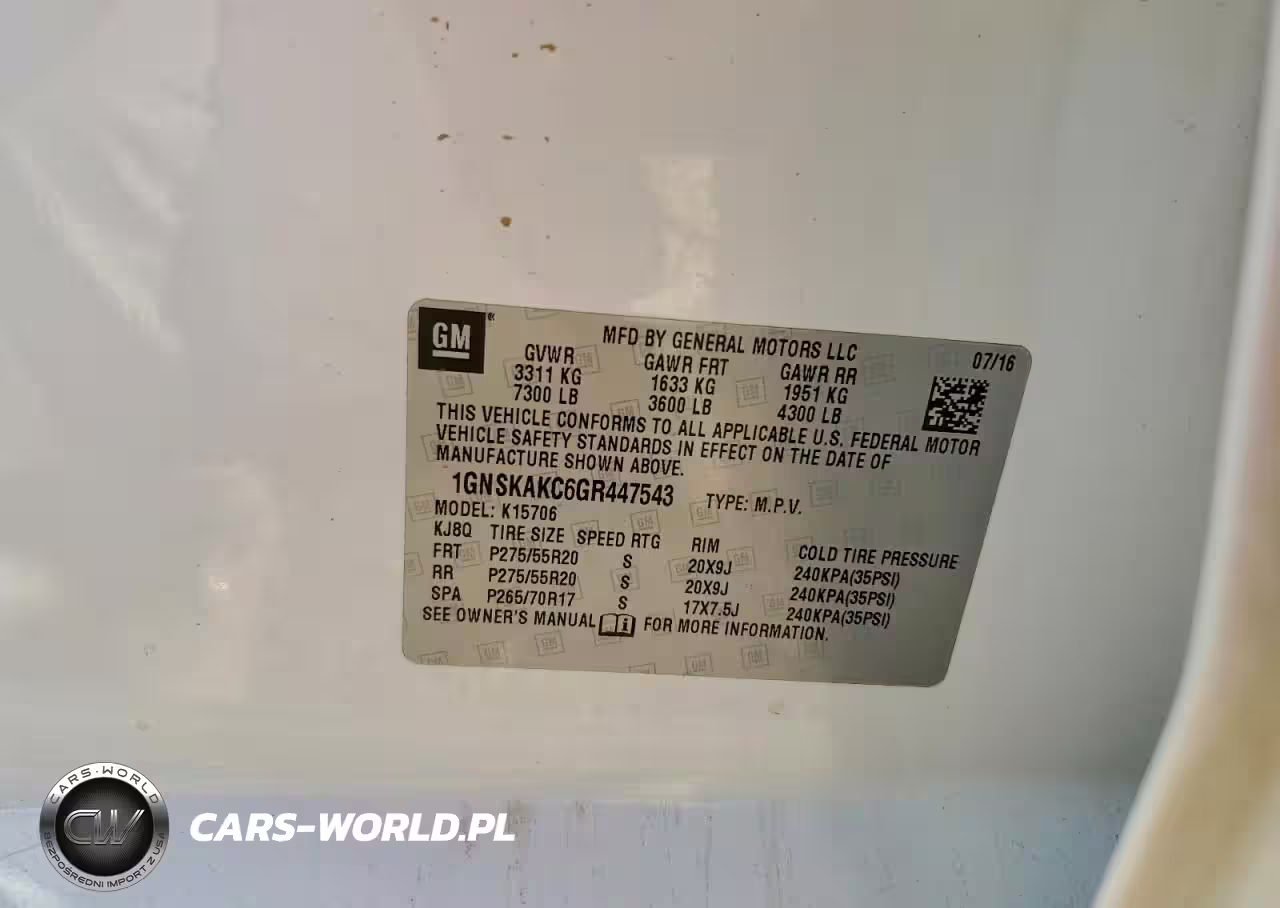 GM
MFD BY GENERAL MOTORS LLC 07/16
GVWR GAWR FRT GAWR RR
3311 KG 1633 KG 1951 KG
7300 LB 3600 LB 4300 LB
THIS VEHICLE CONFORMS TO ALL APPLICABLE U.S. FEDERAL MOTOR
VEHICLE SAFETY STANDARDS IN EFFECT ON THE DATE OF
MANUFACTURE SHOWN ABOVE.
1GNSKAKC6GR447543 TYPE: M.P.V.
MODEL: K15706
KJ8Q TIRE SIZE SPEED RTG RIM COLD TIRE PRESSURE
FRT P275/55R20 S 20X9J 240KPA(35PSI)
RR P275/55R20 S 20X9J 240KPA(35PSI)
SPA P265/70R17 S 17X7.5J 240KPA(35PSI)
SEE OWNER'S MANUAL FOR MORE INFORMATION.
CARS-WORLD
CW
BEZPOŚREDNI IMPORT Z USA
CARS-WORLD.PL